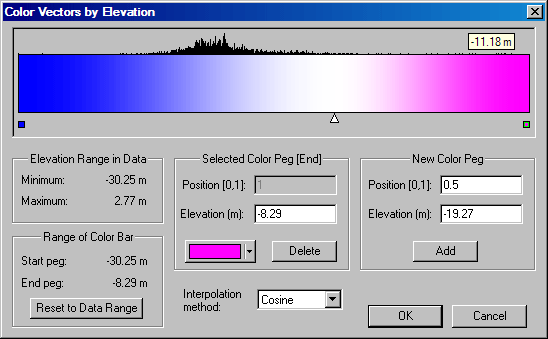 Color Vectors by Elevation
-11.18 m
Elevation Range in Data
Minimum: -30.25 m
Maximum: 2.77 m
Range of Color Bar
Start peg: -30.25 m
End peg: -8.29 m
Reset to Data Range
Selected Color Peg [End]
Position [0,1]: 1
Elevation (m): -8.29
Delete
Interpolation
method: Cosine
New Color Peg
Position [0,1]: 0.5
Elevation (m): -19.27
Add
OK Cancel